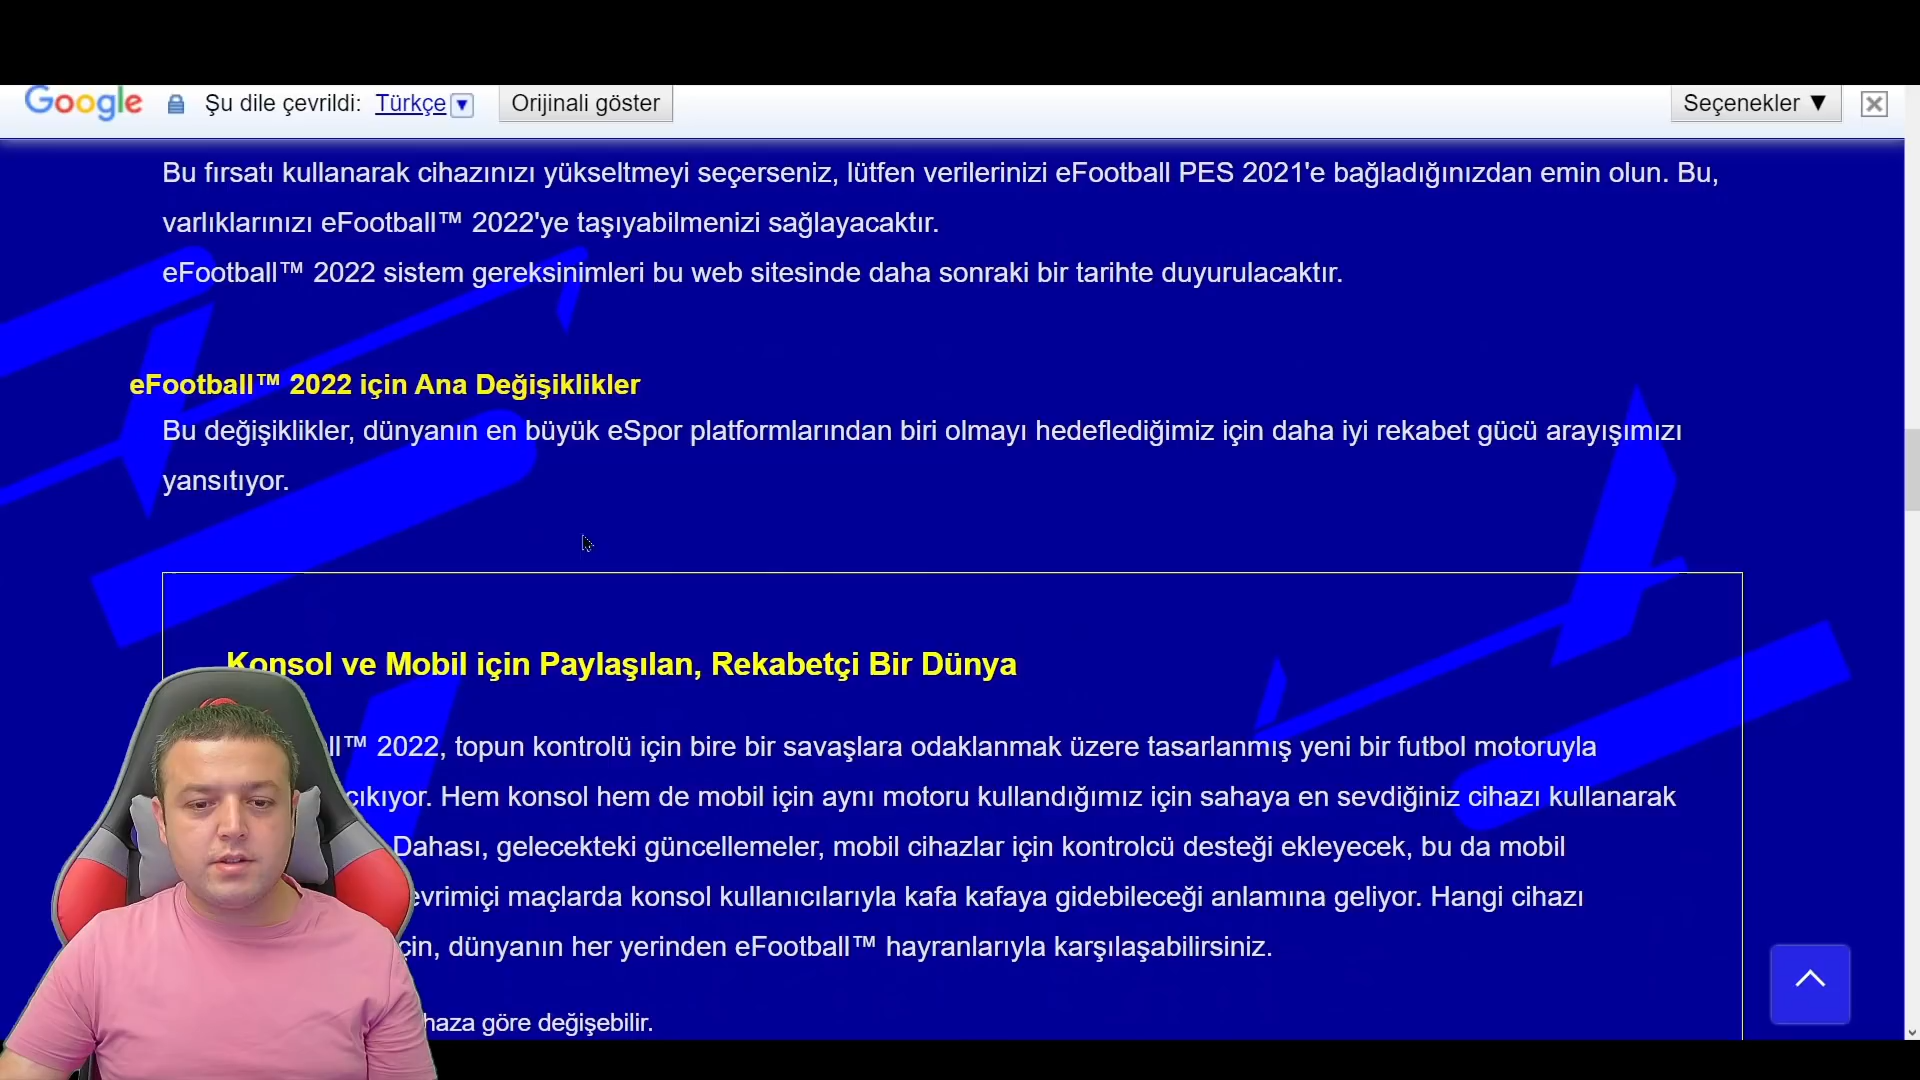 Google Şu dile çevrildi: Türkçe ▼ Orijinali göster Seçenekler ▼
Bu fırsatı kullanarak cihazınızı yükseltmeyi seçerseniz, lütfen verilerinizi eFootball PES 2021'e bağladığınızdan emin olun. Bu,
varlıklarınızı eFootball™ 2022'ye taşıyabilmenizi sağlayacaktır.
eFootball™ 2022 sistem gereksinimleri bu web sitesinde daha sonraki bir tarihte duyurulacaktır.
eFootball™ 2022 için Ana Değişiklikler
Bu değişiklikler, dünyanın en büyük eSpor platformlarından biri olmayı hedeflediğimiz için daha iyi rekabet gücü arayışımızı
yansıtıyor.
Konsol ve Mobil için Paylaşılan, Rekabetçi Bir Dünya
ll™ 2022, topun kontrolü için bire bir savaşlara odaklanmak üzere tasarlanmış yeni bir futbol motoruyla
çıkıyor. Hem konsol hem de mobil için aynı motoru kullandığımız için sahaya en sevdiğiniz cihazı kullanarak
Dahası, gelecekteki güncellemeler, mobil cihazlar için kontrolcü desteği ekleyecek, bu da mobil
evrimiçi maçlarda konsol kullanıcılarıyla kafa kafaya gidebileceği anlamına geliyor. Hangi cihazı
çin, dünyanın her yerinden eFootball™ hayranlarıyla karşılaşabilirsiniz.
haza göre değişebilir.